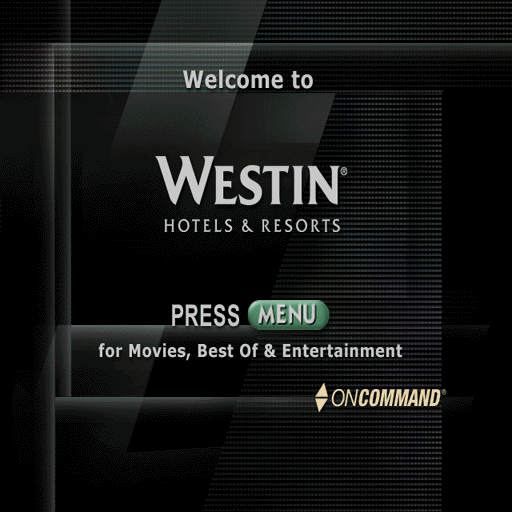 Welcome to
WESTIN®
HOTELS & RESORTS
PRESS MENU
for Movies, Best Of & Entertainment
ONCOMMAND®